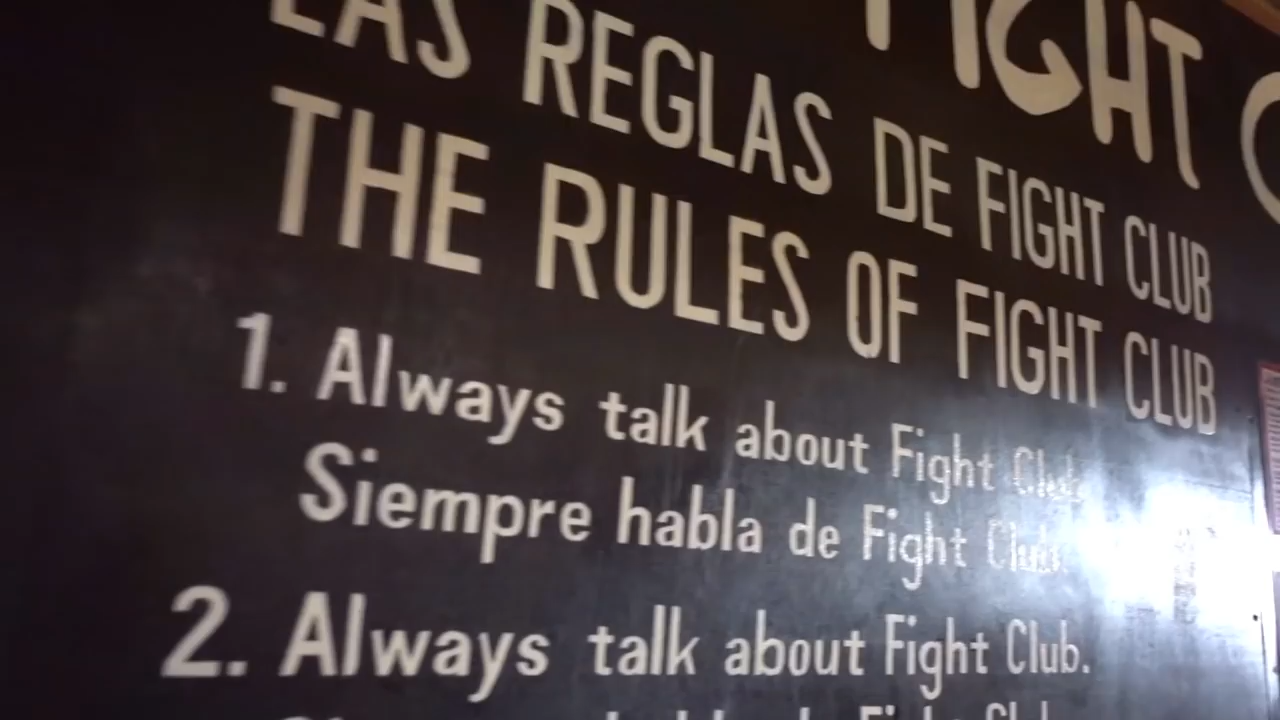 FIGHT
LAS REGLAS DE FIGHT CLUB
THE RULES OF FIGHT CLUB
1. Always talk about Fight Club.
Siempre habla de Fight Club.
2. Always talk about Fight Club.